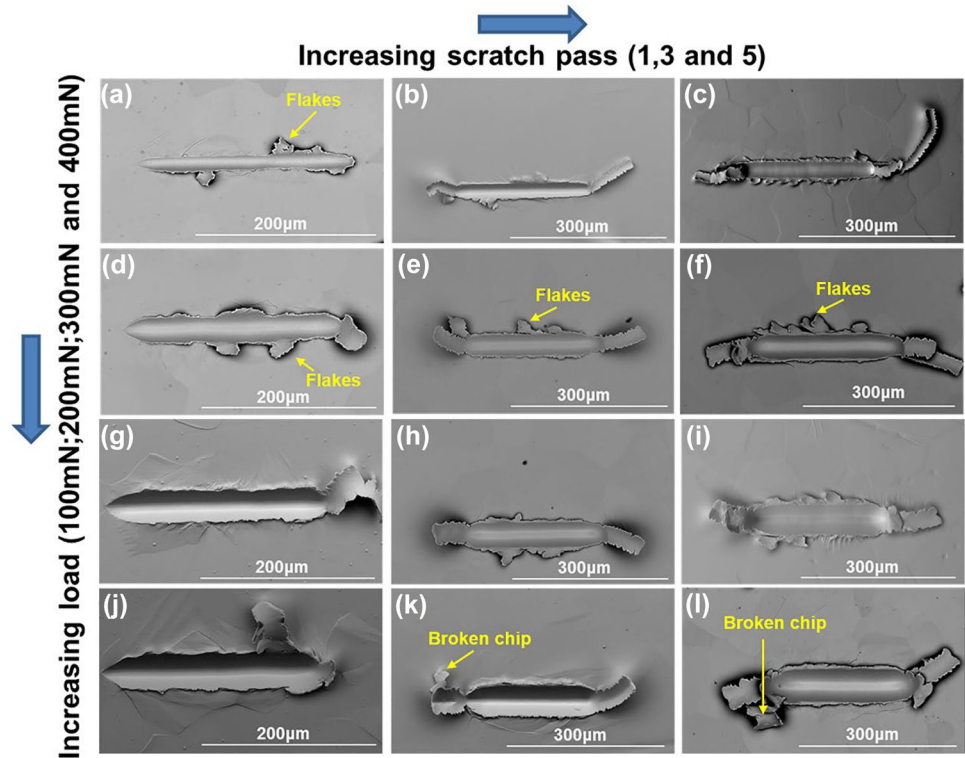 Increasing scratch pass (1,3 and 5)
Increasing load (100mN;200mN;300mN and 400mN)
(a)
Flakes
200µm
(b)
300µm
(c)
300µm
(d)
Flakes
200µm
(e)
Flakes
300µm
(f)
Flakes
300µm
(g)
200µm
(h)
300µm
(i)
300µm
(j)
200µm
(k)
Broken chip
300µm
(l)
Broken chip
300µm